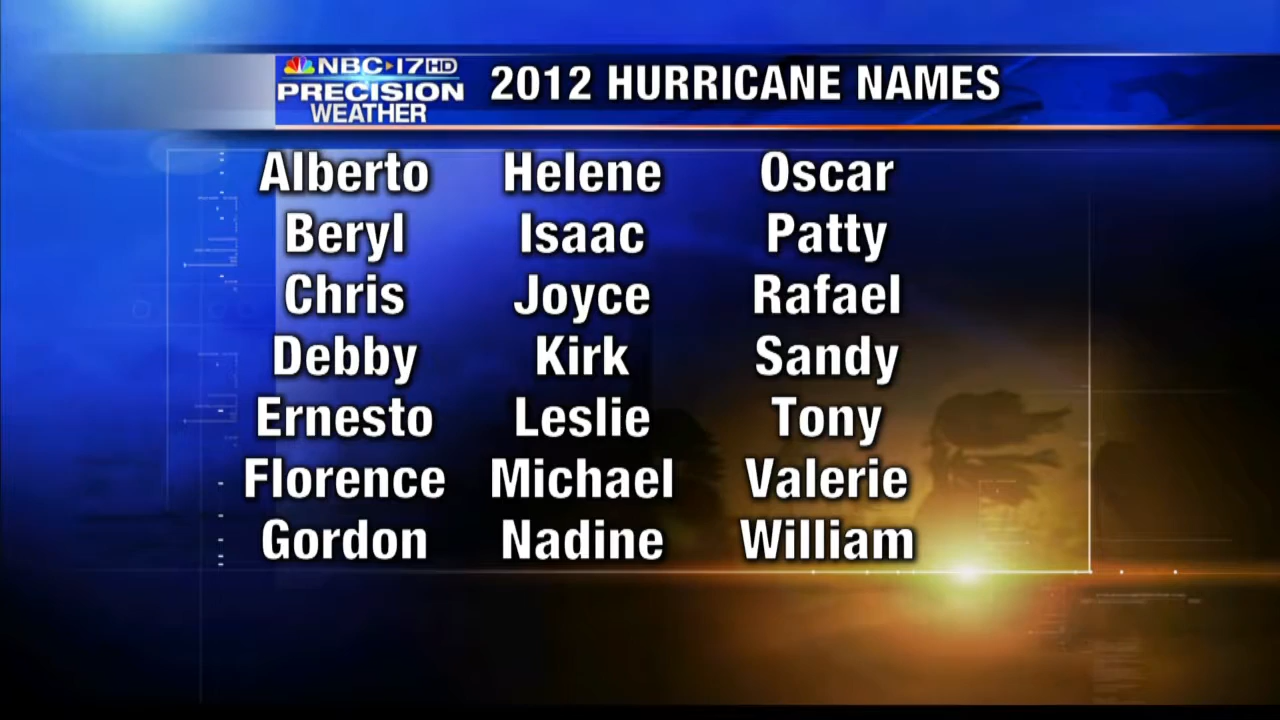 NBC 17 HD
PRECISION
WEATHER
2012 HURRICANE NAMES
Alberto
Beryl
Chris
Debby
Ernesto
Florence
Gordon
Helene
Isaac
Joyce
Kirk
Leslie
Michael
Nadine
Oscar
Patty
Rafael
Sandy
Tony
Valerie
William